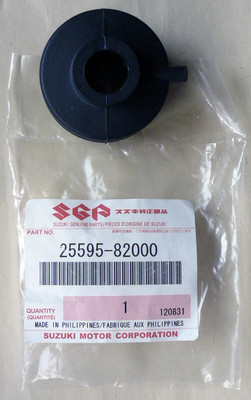 SGP スズキ純正部品
SUZUKI GENUINE PARTS/PIÈCES D'ORIGINE DE SUZUKI
PART NO.
25595-82000
QUANTITY
(QUANTITÉ)
1
120831
MADE IN PHILIPPINES/FABRIQUE AUX PHILIPPINES
SUZUKI MOTOR CORPORATION